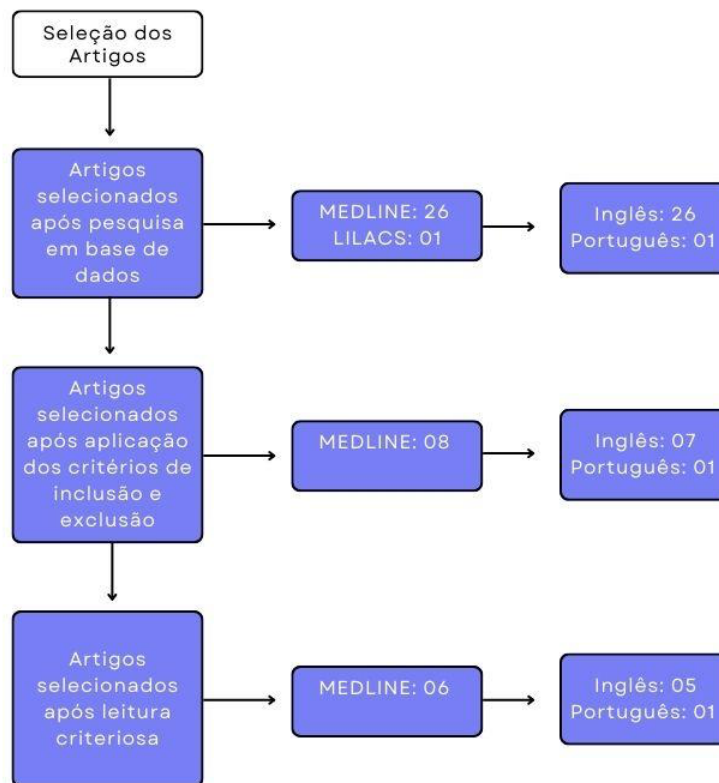 Seleção dos
Artigos
Artigos
selecionados
após pesquisa
em base de
dados
MEDLINE: 26
LILACS: 01
Inglês: 26
Português: 01
Artigos
selecionados
após aplicação
dos critérios de
inclusão e
exclusão
MEDLINE: 08
Inglês: 07
Português: 01
Artigos
selecionados
após leitura
criteriosa
MEDLINE: 06
Inglês: 05
Português: 01